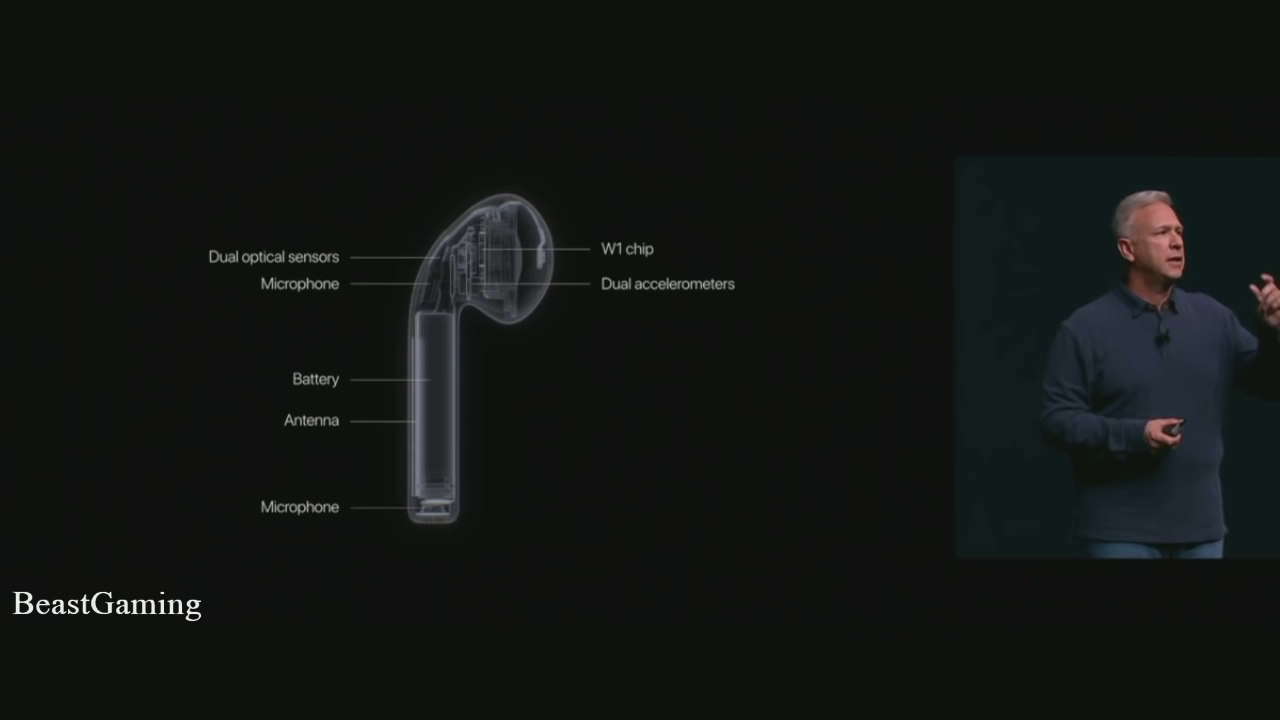 Dual optical sensors
Microphone
Battery
Antenna
Microphone
W1 chip
Dual accelerometers
BeastGaming